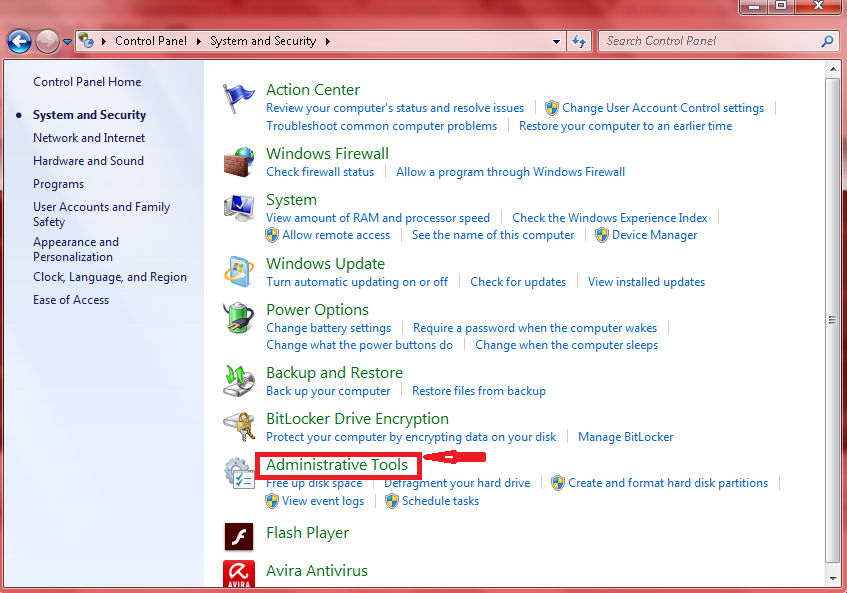 Control Panel System and Security
Search Control Panel
Control Panel Home
System and Security
Network and Internet
Hardware and Sound
Programs
User Accounts and Family
Safety
Appearance and
Personalization
Clock, Language, and Region
Ease of Access
Action Center
Review your computer's status and resolve issues Change User Account Control settings
Troubleshoot common computer problems Restore your computer to an earlier time
Windows Firewall
Check firewall status Allow a program through Windows Firewall
System
View amount of RAM and processor speed Check the Windows Experience Index
Allow remote access See the name of this computer Device Manager
Windows Update
Turn automatic updating on or off Check for updates View installed updates
Power Options
Change battery settings Require a password when the computer wakes
Change what the power buttons do Change when the computer sleeps
Backup and Restore
Back up your computer Restore files from backup
BitLocker Drive Encryption
Protect your computer by encrypting data on your disk Manage BitLocker
Administrative Tools
Free up disk space Defragment your hard drive Create and format hard disk partitions
View event logs Schedule tasks
Flash Player
Avira Antivirus
AVIRA